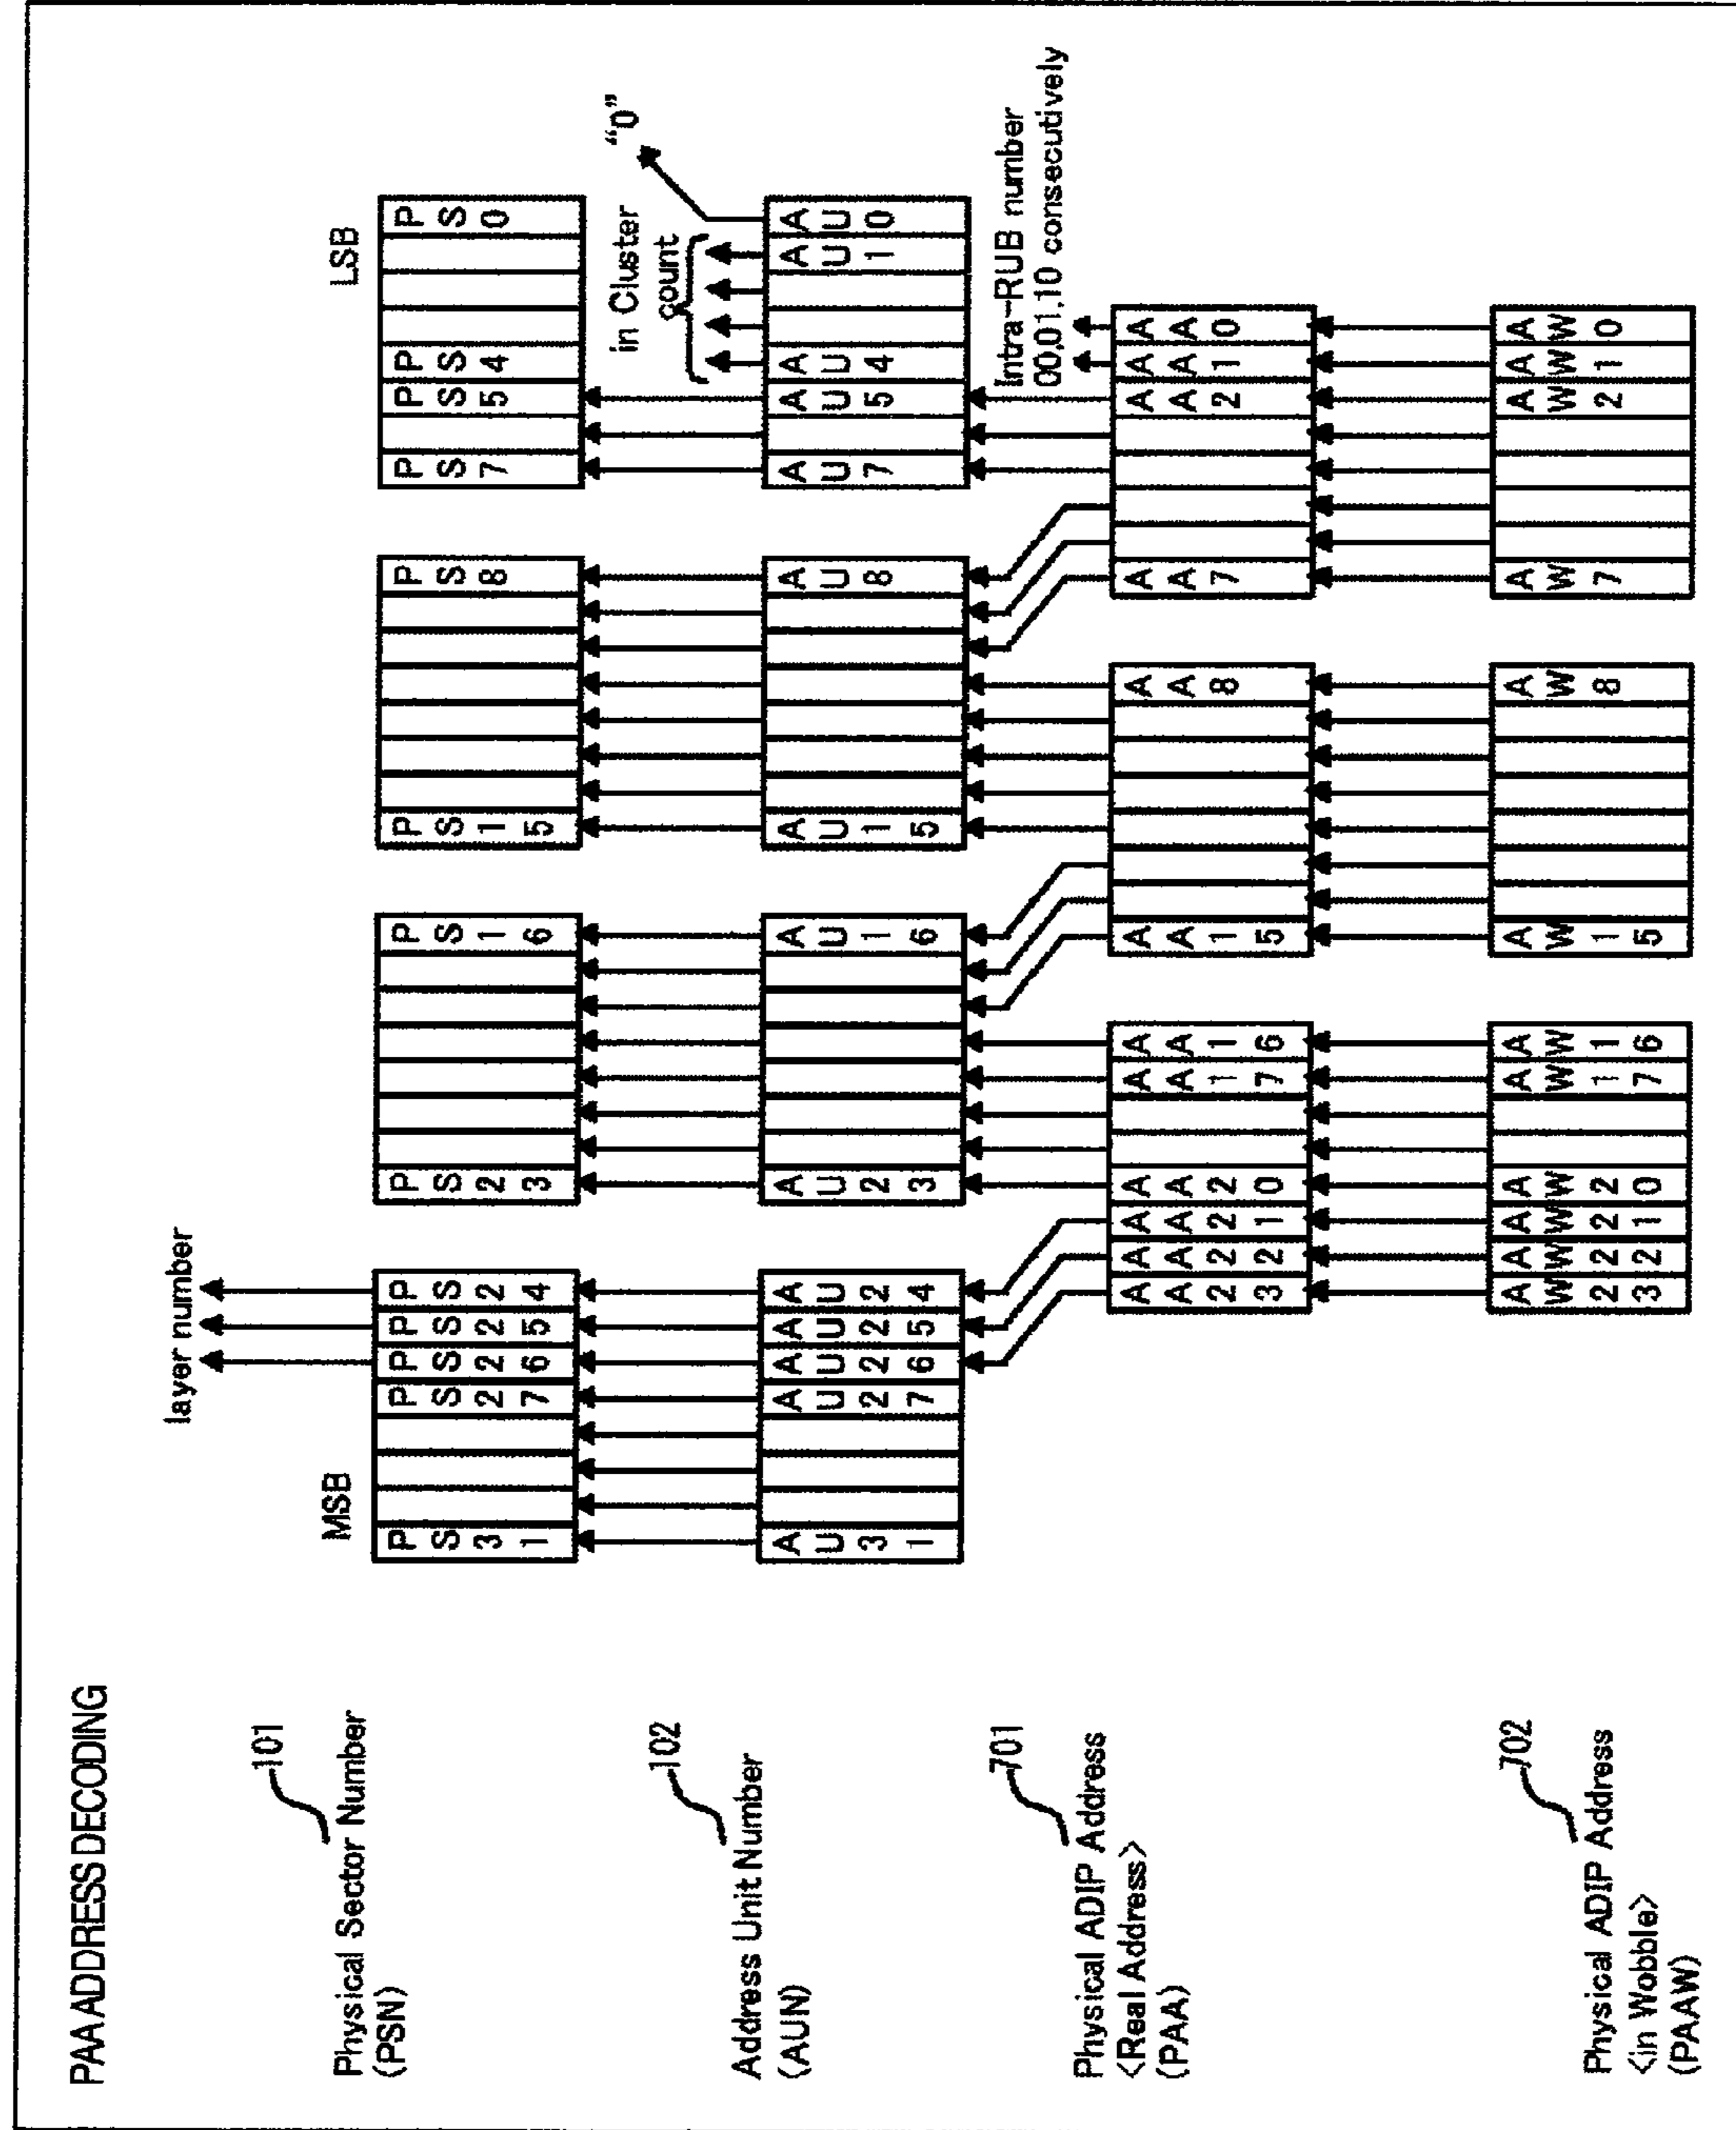 PAA ADDRESS DECODING
layer number
MSB
LSB
101
Physical Sector Number
(PSN)
PS31 PS27 PS26 PS25 PS24 PS23 PS16 PS15 PS8 PS7 PS5 PS4 PS0
in Cluster
count
“0”
102
Address Unit Number
(AUN)
AU31 AU27 AU26 AU25 AU24 AU23 AU16 AU15 AU8 AU7 AU5 AU4 AU1 AU0
Intra-RUB number
00,01,10 consecutively
701
Physical ADIP Address
<Real Address>
(PAA)
AA23 AA22 AA21 AA20 AA17 AA16 AA15 AA8 AA7 AA2 AA1 AA0
702
Physical ADIP Address
<in Wobble>
(PAAW)
AW23 AW22 AW21 AW20 AW17 AW16 AW15 AW8 AW7 AW2 AW1 AW0